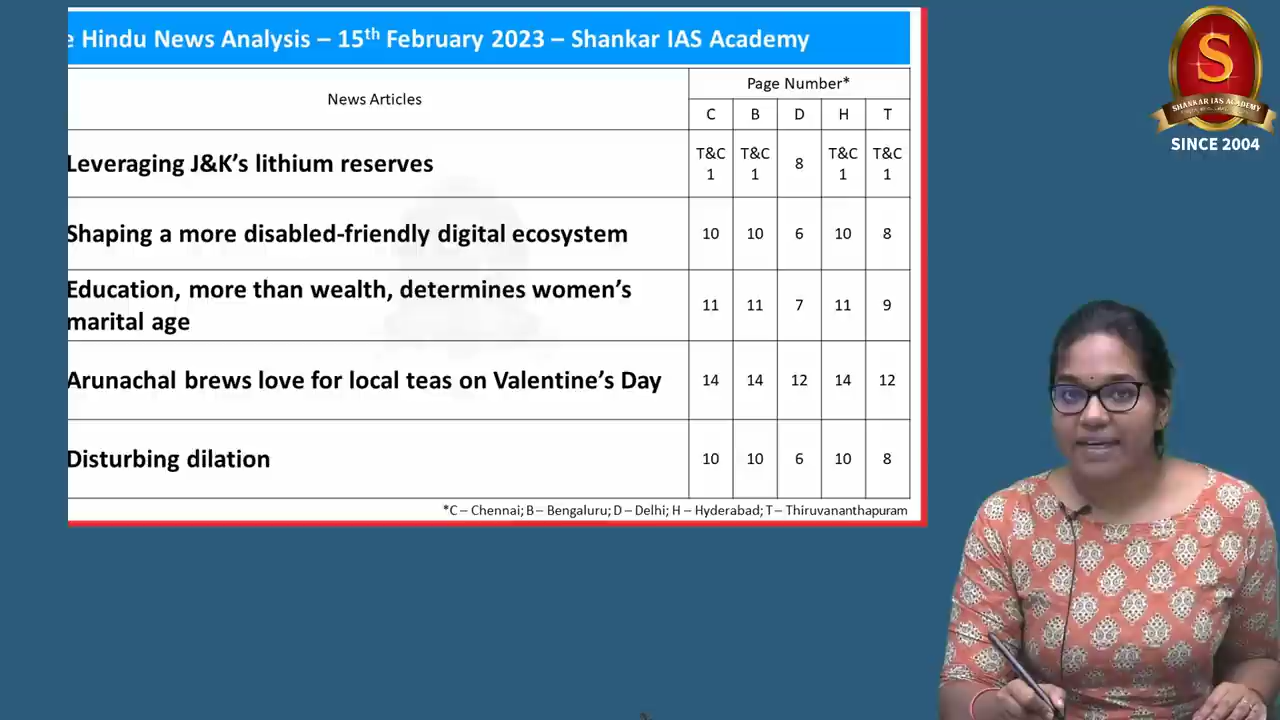 e Hindu News Analysis – 15th February 2023 – Shankar IAS Academy
News Articles
Page Number*
C B D H T
Leveraging J&K's lithium reserves T&C 1 T&C 1 8 T&C 1 T&C 1
Shaping a more disabled-friendly digital ecosystem 10 10 6 10 8
Education, more than wealth, determines women's
marital age 11 11 7 11 9
Arunachal brews love for local teas on Valentine's Day 14 14 12 14 12
Disturbing dilation 10 10 6 10 8
*C – Chennai; B – Bengaluru; D – Delhi; H – Hyderabad; T – Thiruvananthapuram
S
SHANKAR IAS ACADEMY
SINCE 2004